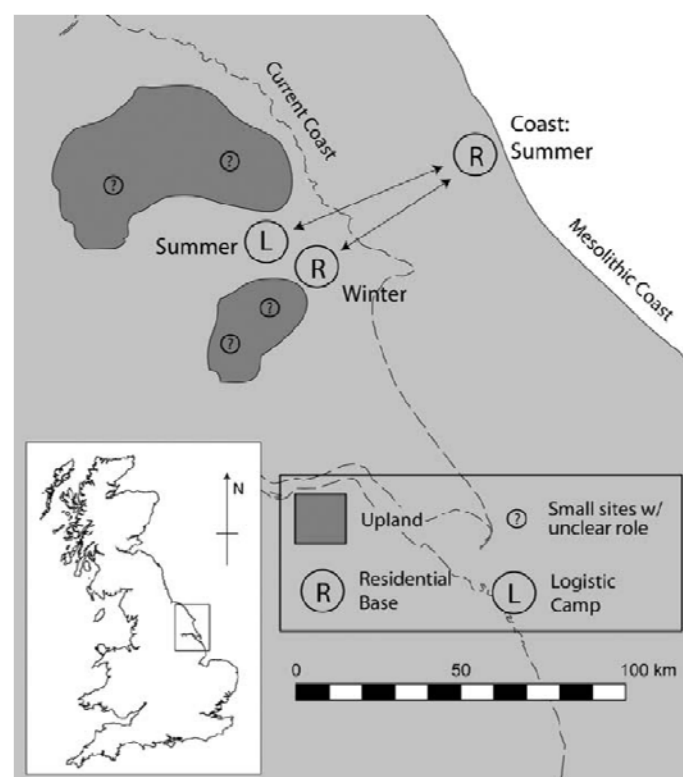 Current Coast
Coast:
Summer
R
Mesolithic Coast
?
?
Summer
L
R
Winter
?
?
N
Upland
?
Small sites w/
unclear role
R
Residential
Base
L
Logistic
Camp
0
50
100 km